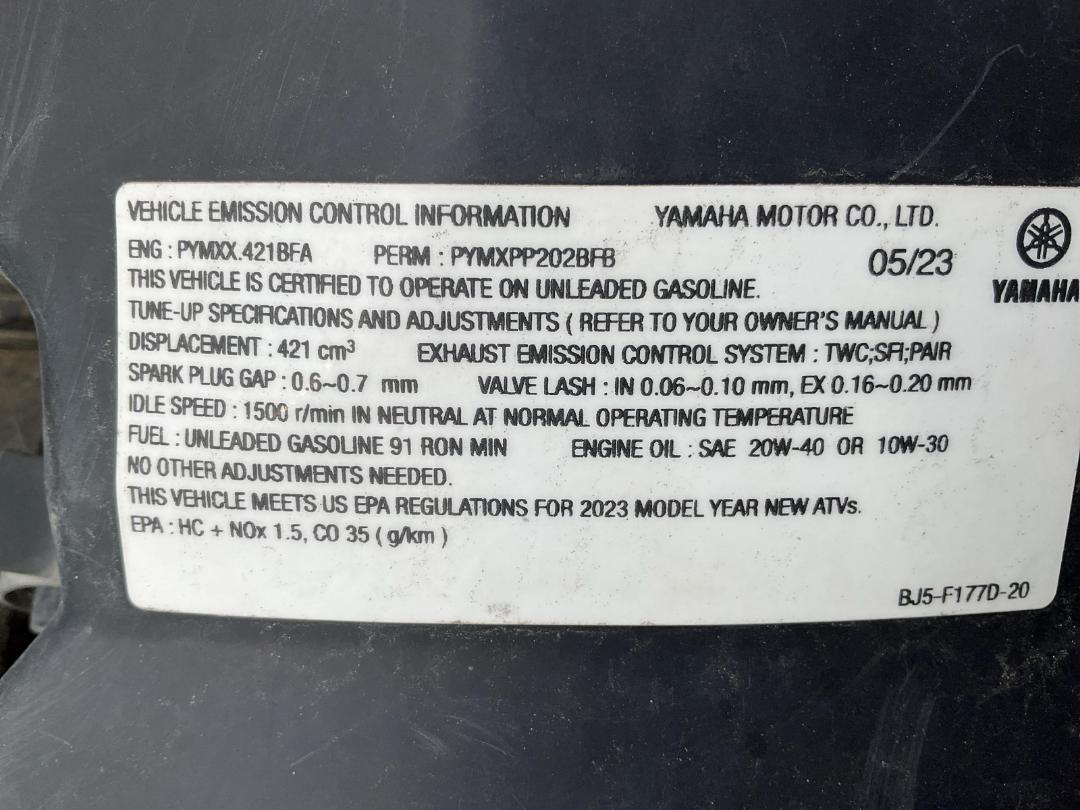 VEHICLE EMISSION CONTROL INFORMATION YAMAHA MOTOR CO., LTD.
ENG : PYMXX.421BFA PERM : PYMXPP202BFB 05/23
YAMAHA
THIS VEHICLE IS CERTIFIED TO OPERATE ON UNLEADED GASOLINE.
TUNE-UP SPECIFICATIONS AND ADJUSTMENTS ( REFER TO YOUR OWNER'S MANUAL )
DISPLACEMENT : 421 cm³ EXHAUST EMISSION CONTROL SYSTEM : TWC;SFI;PAIR
SPARK PLUG GAP : 0.6~0.7 mm VALVE LASH : IN 0.06~0.10 mm, EX 0.16~0.20 mm
IDLE SPEED : 1500 r/min IN NEUTRAL AT NORMAL OPERATING TEMPERATURE
FUEL : UNLEADED GASOLINE 91 RON MIN ENGINE OIL : SAE 20W-40 OR 10W-30
NO OTHER ADJUSTMENTS NEEDED.
THIS VEHICLE MEETS US EPA REGULATIONS FOR 2023 MODEL YEAR NEW ATVs.
EPA : HC + NOx 1.5, CO 35 ( g/km )
BJ5-F177D-20